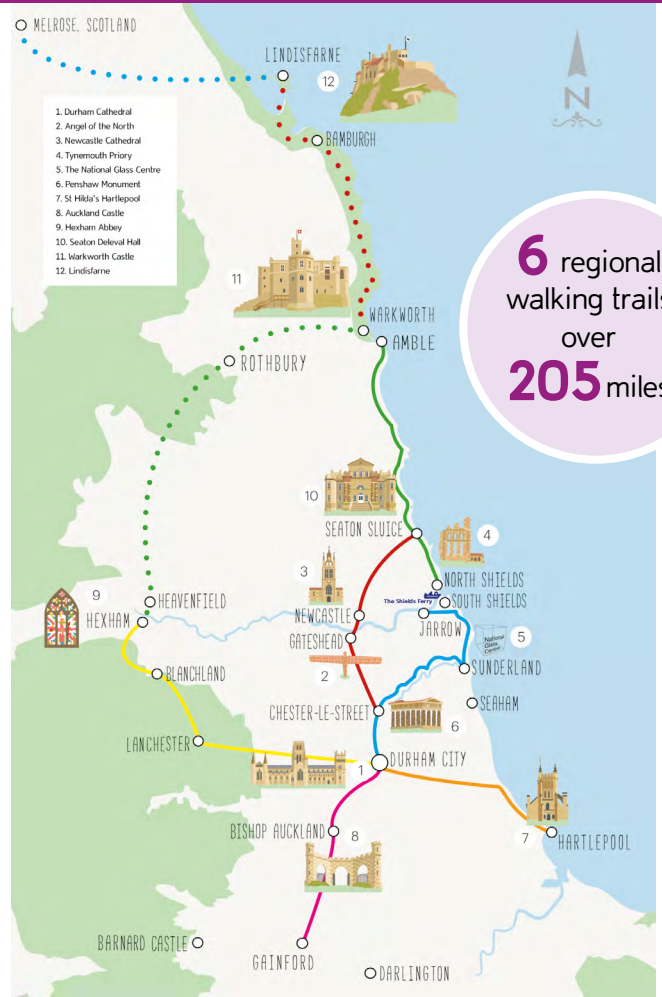 MELROSE, SCOTLAND
LINDISFARNE
12
N
1. Durham Cathedral
2. Angel of the North
3. Newcastle Cathedral
4. Tynemouth Priory
5. The National Glass Centre
6. Penshaw Monument
7. St Hilda's Hartlepool
8. Auckland Castle
9. Hexham Abbey
10. Seaton Deleval Hall
11. Warkworth Castle
12. Lindisfarne
BAMBURGH
6 regional
walking trails
over
205 miles
11
WARKWORTH
AMBLE
ROTHBURY
10
SEATON SLUICE
4
3
NORTH SHIELDS
The Shields Ferry
SOUTH SHIELDS
9
HEAVENFIELD
HEXHAM
NEWCASTLE
JARROW
GATESHEAD
National
Glass
Centre
5
2
SUNDERLAND
BLANCHLAND
SEAHAM
CHESTER-LE-STREET
6
LANCHESTER
1
DURHAM CITY
BISHOP AUCKLAND
8
7
HARTLEPOOL
BARNARD CASTLE
GAINFORD
DARLINGTON